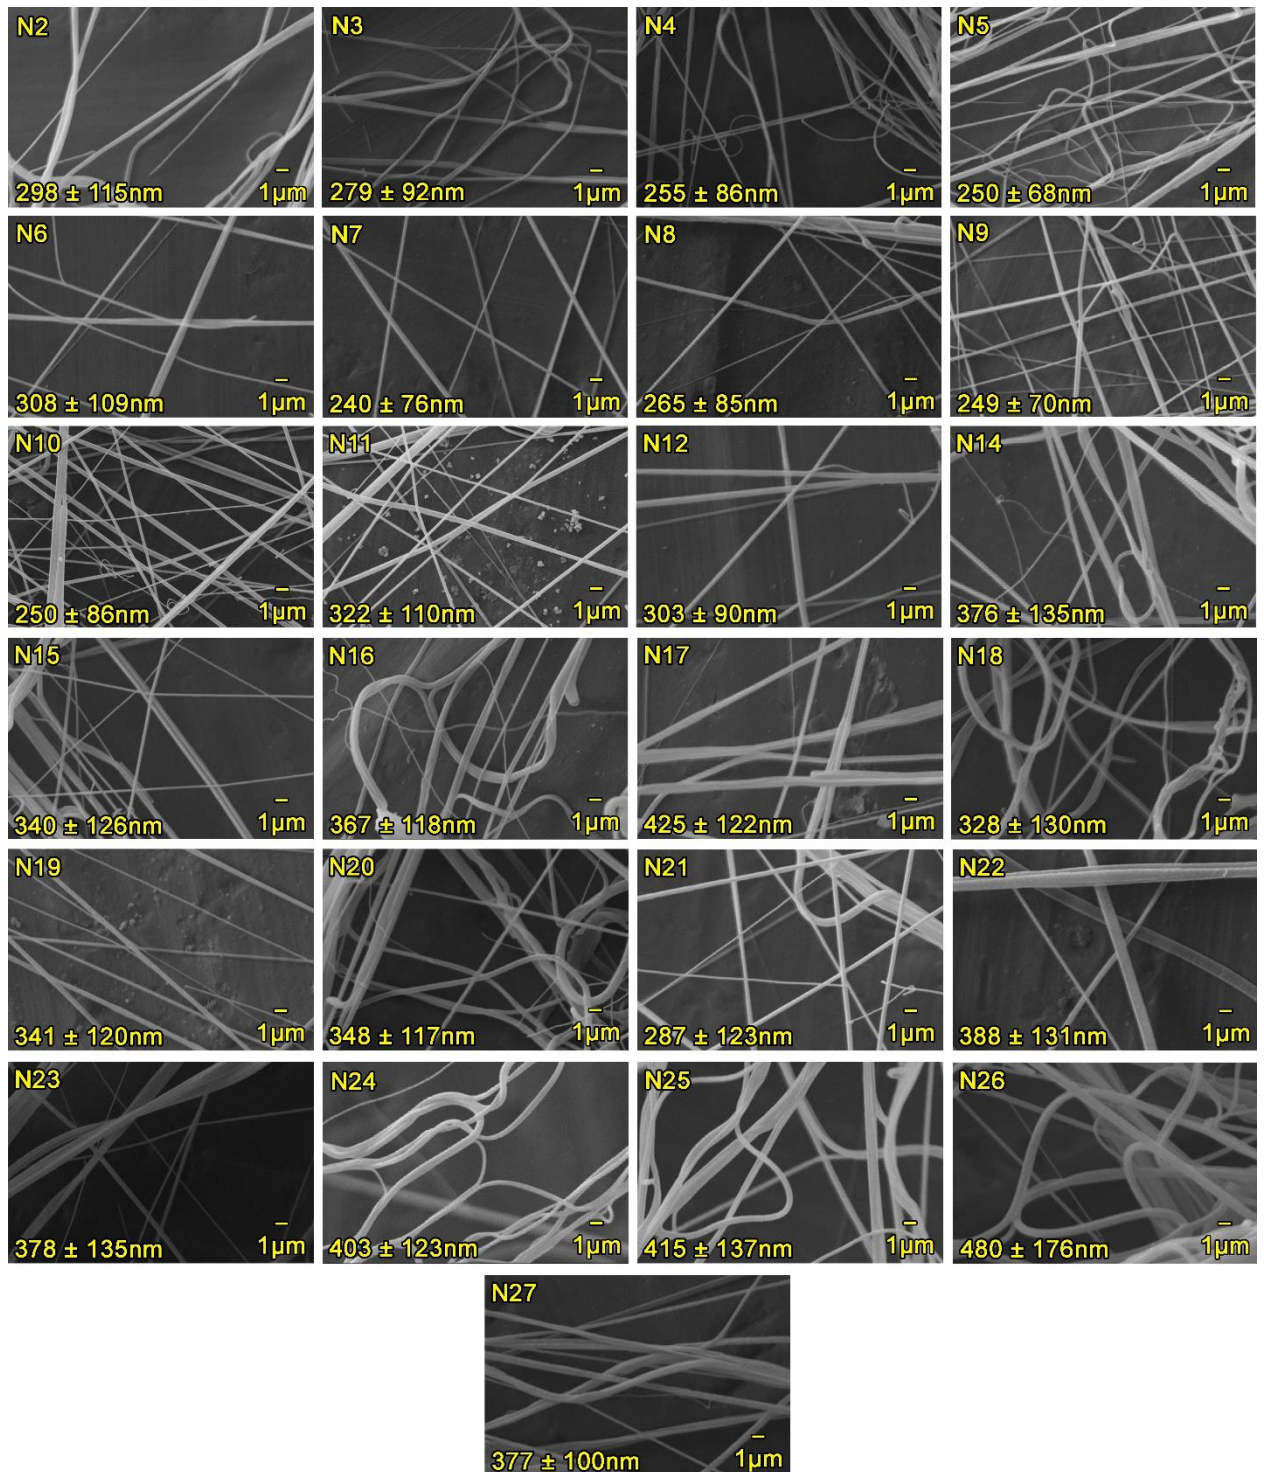 N2
298 ± 115nm
1μm
N3
279 ± 92nm
1μm
N4
255 ± 86nm
1μm
N5
250 ± 68nm
1μm
N6
308 ± 109nm
1μm
N7
240 ± 76nm
1μm
N8
265 ± 85nm
1μm
N9
249 ± 70nm
1μm
N10
250 ± 86nm
1μm
N11
322 ± 110nm
1μm
N12
303 ± 90nm
1μm
N14
376 ± 135nm
1μm
N15
340 ± 126nm
1μm
N16
367 ± 118nm
1μm
N17
425 ± 122nm
1μm
N18
328 ± 130nm
1μm
N19
341 ± 120nm
1μm
N20
348 ± 117nm
1μm
N21
287 ± 123nm
1μm
N22
388 ± 131nm
1μm
N23
378 ± 135nm
1μm
N24
403 ± 123nm
1μm
N25
415 ± 137nm
1μm
N26
480 ± 176nm
1μm
N27
377 ± 100nm
1μm